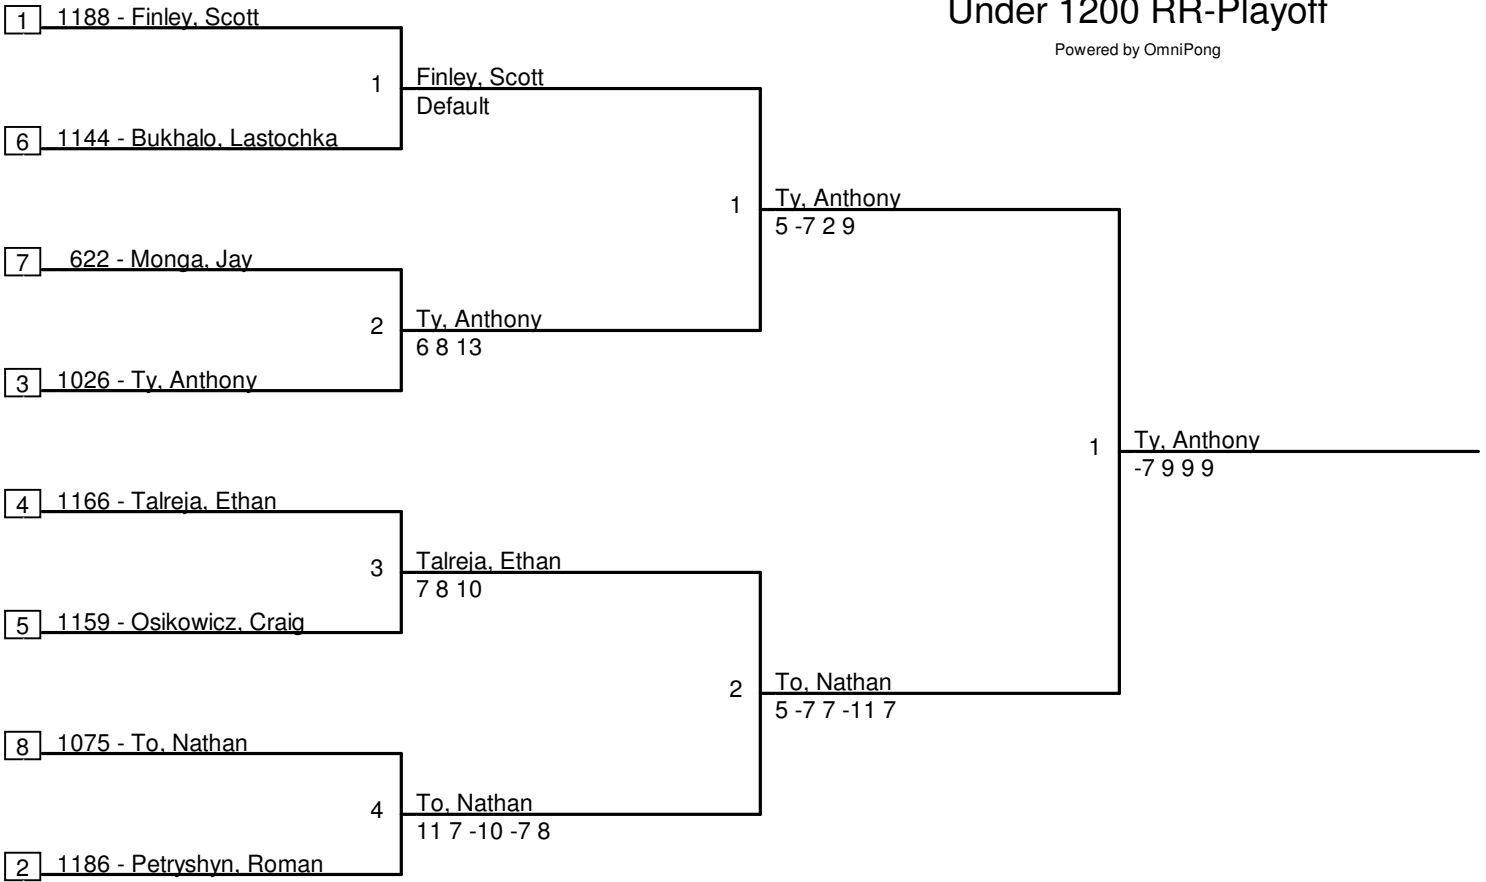 Under 1200 RR-Playoff
Powered by OmniPong
1 1188 - Finley, Scott
1 Finley, Scott
Default
6 1144 - Bukhalo, Lastochka
1 Ty, Anthony
5 -7 2 9
7 622 - Monga, Jay
2 Ty, Anthony
6 8 13
3 1026 - Ty, Anthony
1 Ty, Anthony
-7 9 9 9
4 1166 - Talreja, Ethan
3 Talreja, Ethan
7 8 10
5 1159 - Osikowicz, Craig
2 To, Nathan
5 -7 7 -11 7
8 1075 - To, Nathan
4 To, Nathan
11 7 -10 -7 8
2 1186 - Petryshyn, Roman